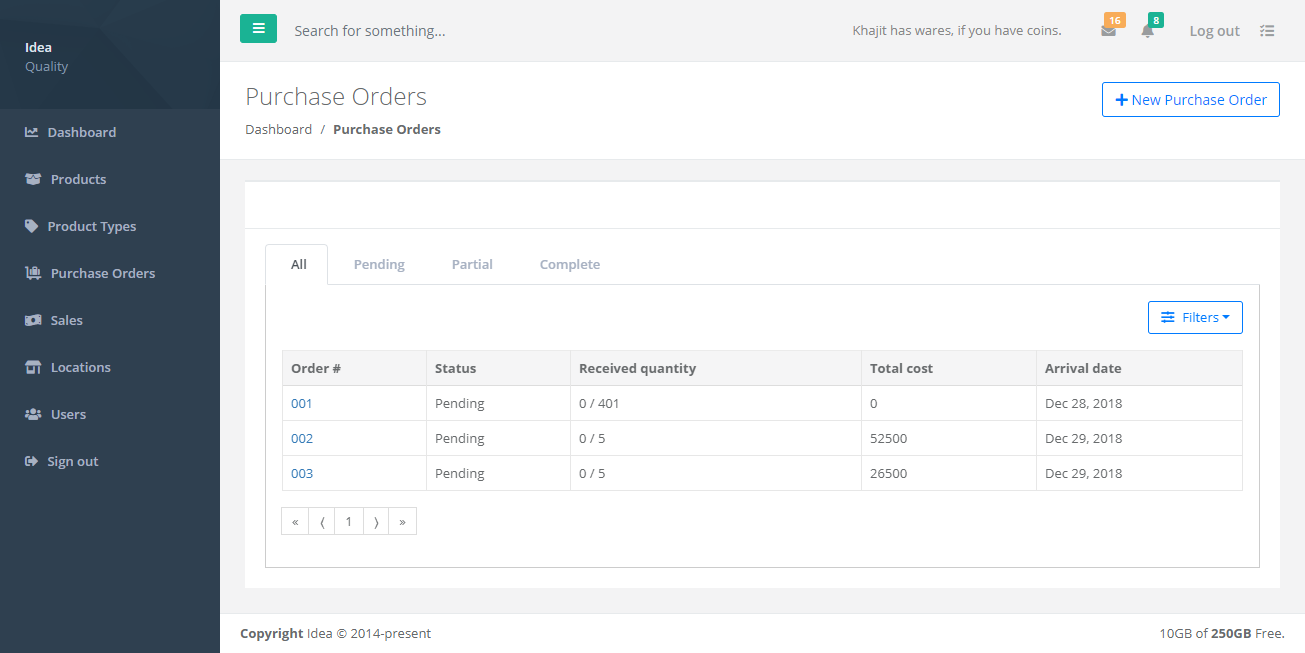 Idea
Quality
Dashboard
Products
Product Types
Purchase Orders
Sales
Locations
Users
Sign out
Search for something...
Khajit has wares, if you have coins.
16
8
Log out
Purchase Orders
Dashboard / Purchase Orders
New Purchase Order
All Pending Partial Complete
Filters
Order # Status Received quantity Total cost Arrival date
001 Pending 0 / 401 0 Dec 28, 2018
002 Pending 0 / 5 52500 Dec 29, 2018
003 Pending 0 / 5 26500 Dec 29, 2018
« ⟨ 1 ⟩ »
Copyright Idea © 2014-present
10GB of 250GB Free.